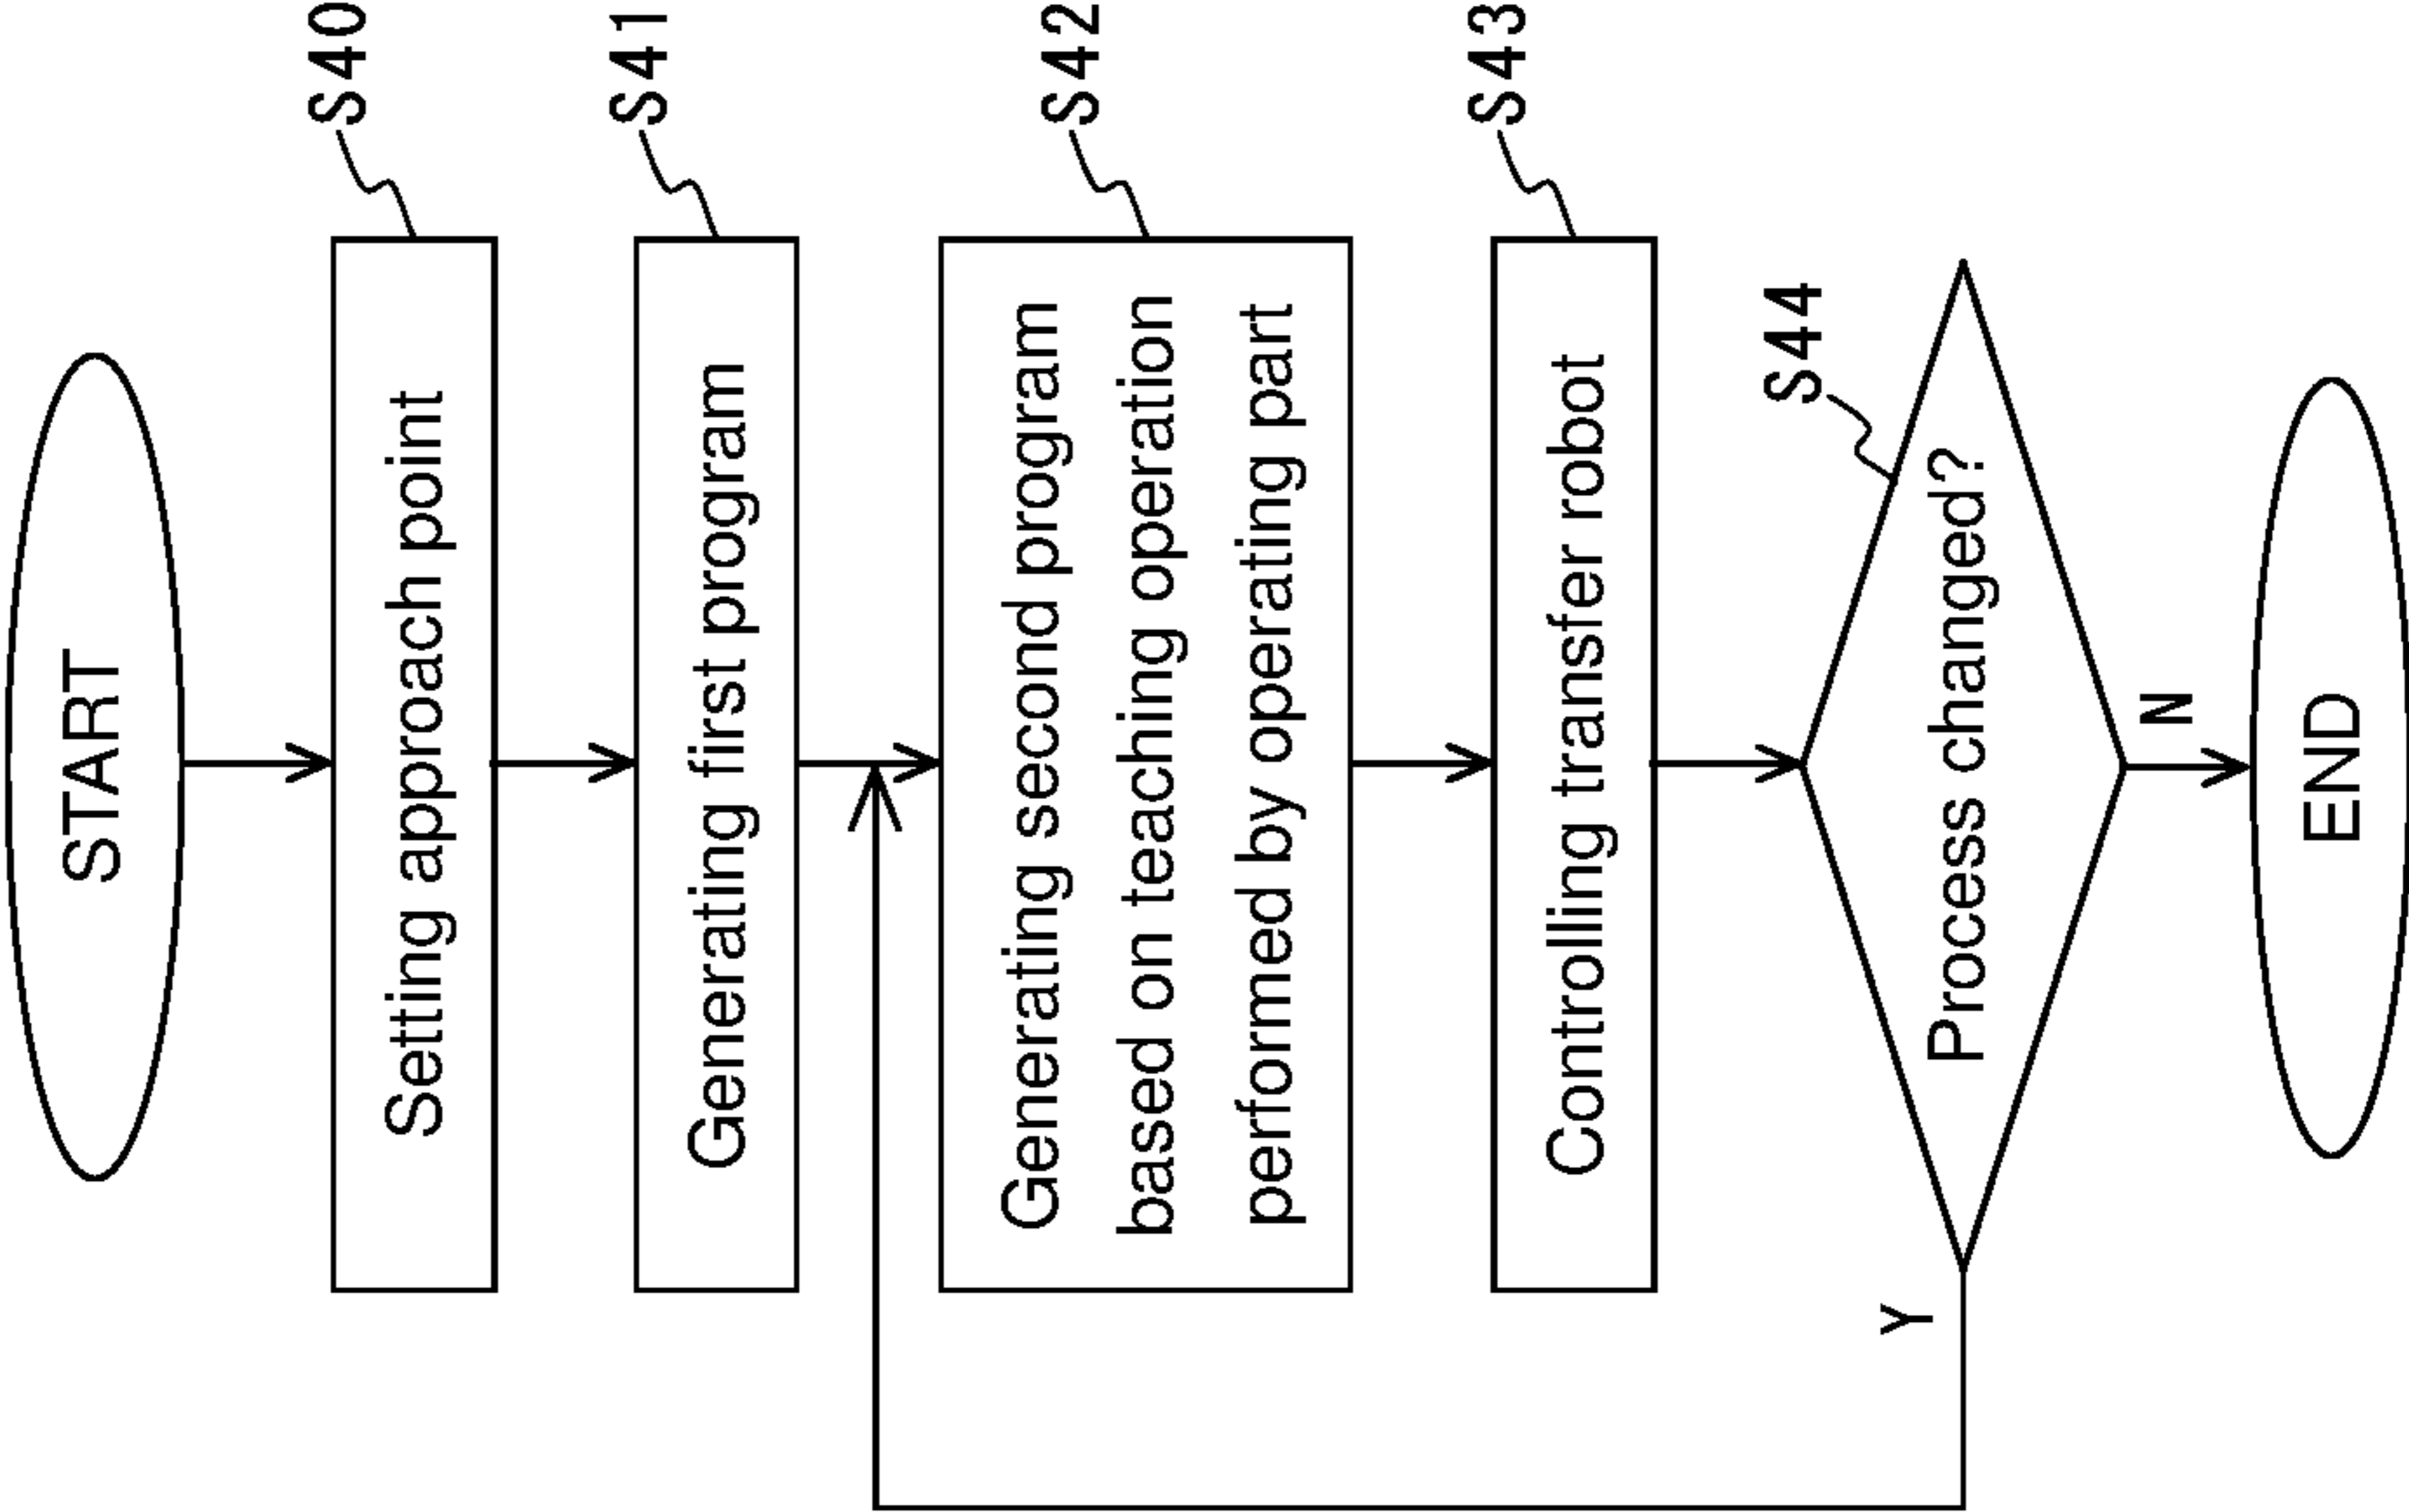 START
S40
Setting approach point
S41
Generating first program
S42
Generating second program
based on teaching operation
performed by operating part
S43
Controlling transfer robot
S44
Process changed?
Y
N
END